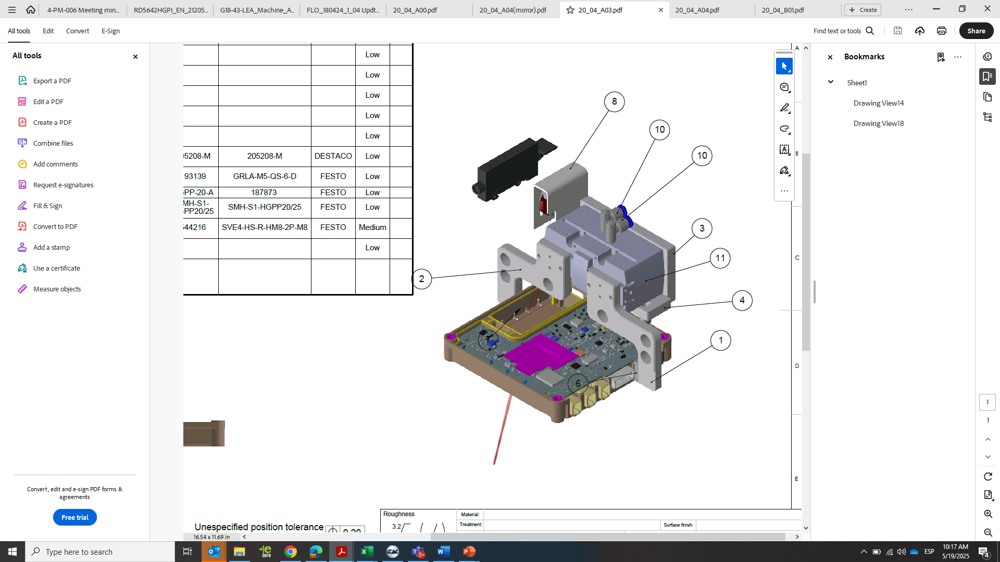 4-PM-006 Meeting min...
RD5642HGPI_EN_21205...
G18-43-LEA_Machine_A...
FLO_180424_1_04 Updt...
20_04_A00.pdf
20_04_A04(mirror).pdf
20_04_A03.pdf
20_04_A04.pdf
20_04_B01.pdf
Create
All tools
Edit
Convert
E-Sign
Find text or tools
Share
All tools
Export a PDF
Edit a PDF
Create a PDF
Combine files
Add comments
Request e-signatures
Fill & Sign
Convert to PDF
Add a stamp
Use a certificate
Measure objects
Convert, edit and e-sign PDF forms &
agreements
Free trial
Low
Low
Low
Low
Low
05208-M 205208-M DESTACO Low
93139 GRLA-M5-QS-6-D FESTO Low
GPP-20-A 187873 FESTO Low
MH-S1-
GPP20/25 SMH-S1-HGPP20/25 FESTO Low
544216 SVE4-HS-R-HM8-2P-M8 FESTO Medium
Low
8
10
10
3
11
2
4
7
1
6
A
B
C
D
E
Unespecified position tolerance 0.20
Roughness
3.2 ( / )
Material:
Treatment:
Surface finish:
16.54 x 11.69 in
Bookmarks
Sheet1
Drawing View14
Drawing View18
1
1
Type here to search
2019
iTAC
9+
ESP
10:17 AM
5/19/2025
4